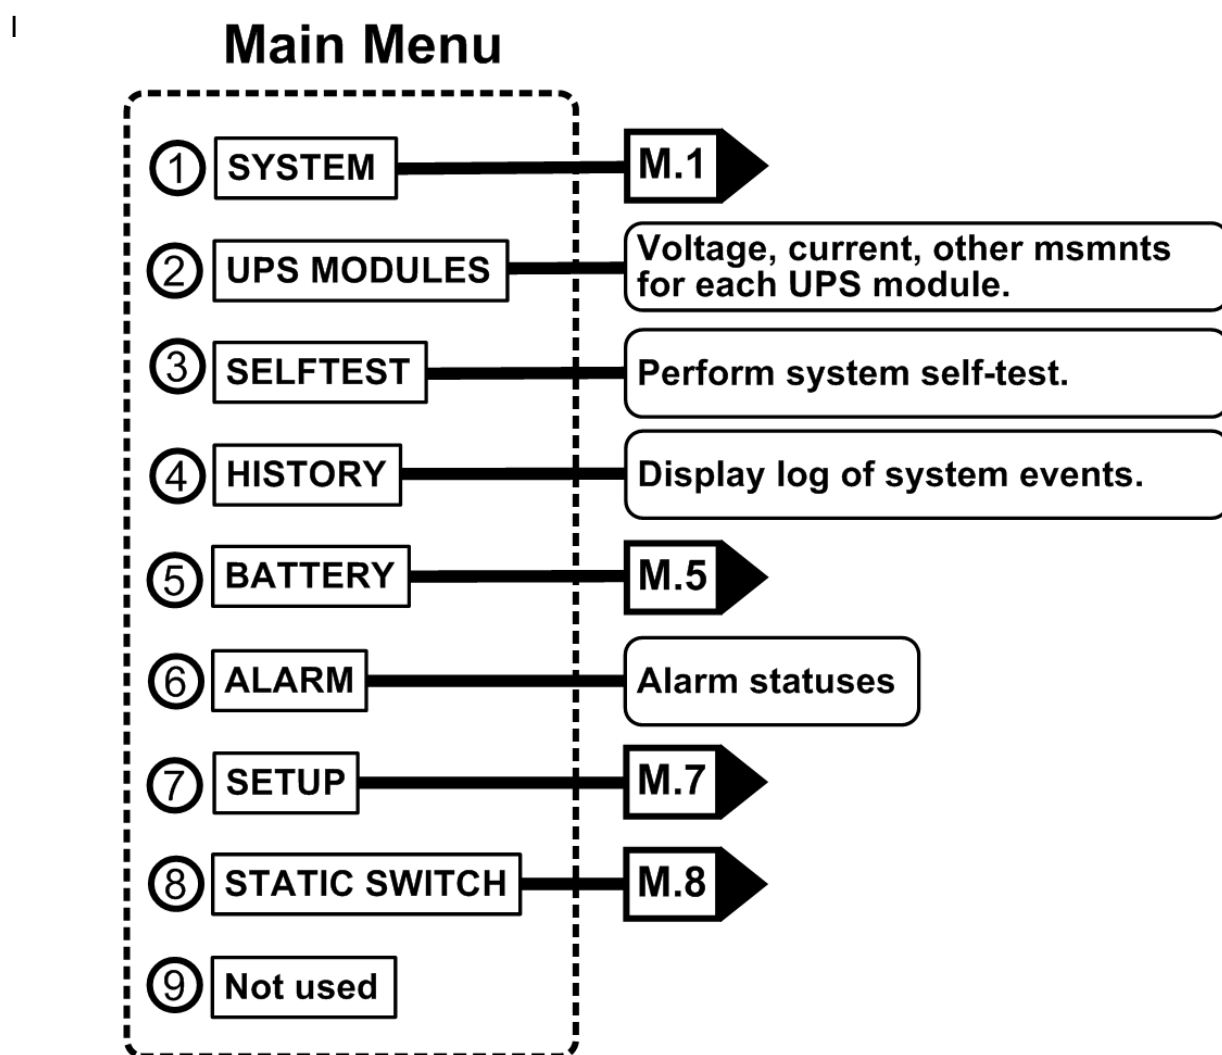 |
Main Menu
1 SYSTEM M.1
2 UPS MODULES Voltage, current, other msmnts
for each UPS module.
3 SELFTEST Perform system self-test.
4 HISTORY Display log of system events.
5 BATTERY M.5
6 ALARM Alarm statuses
7 SETUP M.7
8 STATIC SWITCH M.8
9 Not used